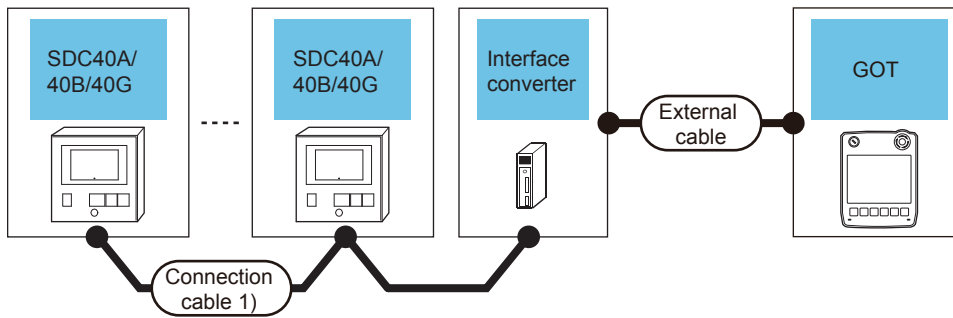 SDC40A/
40B/40G
SDC40A/
40B/40G
Interface
converter
External
cable
GOT
Connection
cable 1)